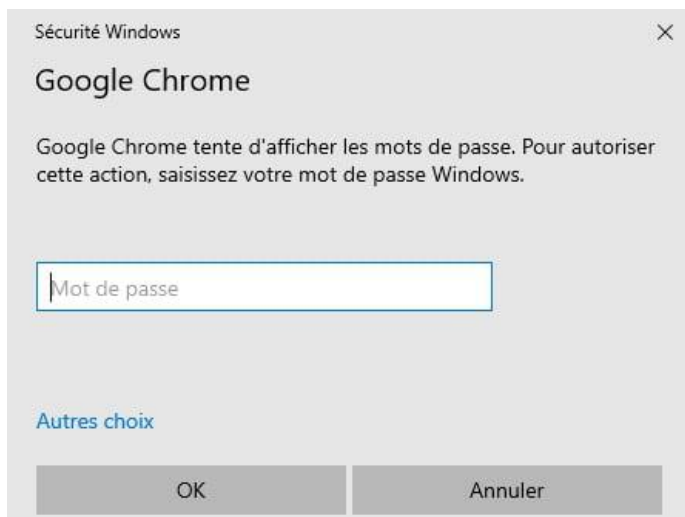 Sécurité Windows
Google Chrome
Google Chrome tente d'afficher les mots de passe. Pour autoriser
cette action, saisissez votre mot de passe Windows.
Mot de passe
Autres choix
OK
Annuler